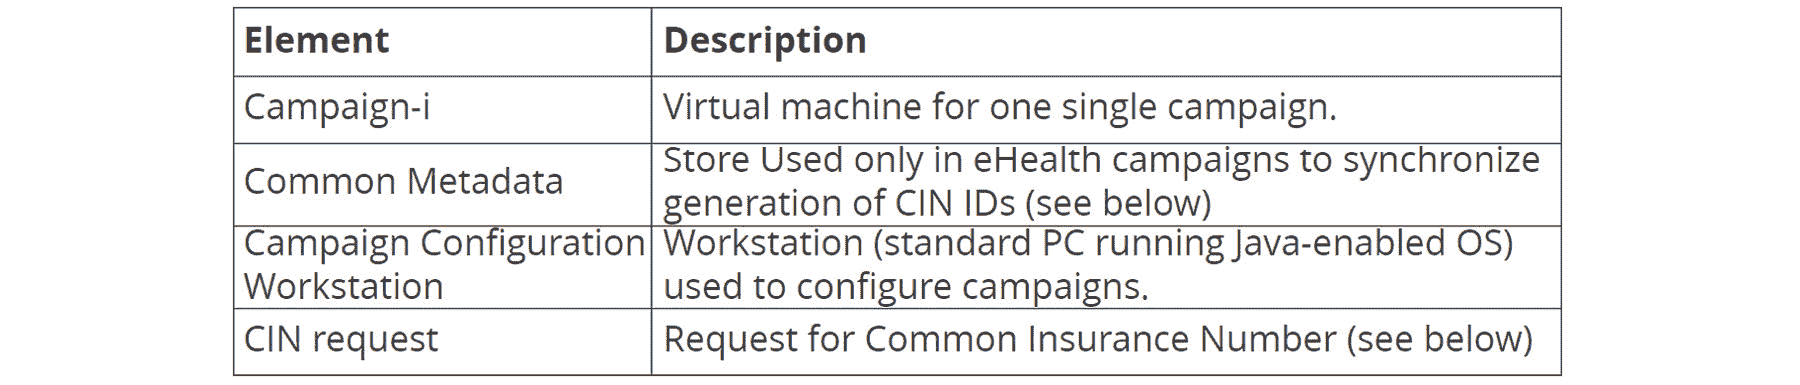 Element Description
Campaign-i Virtual machine for one single campaign.
Common Metadata Store Used only in eHealth campaigns to synchronize
generation of CIN IDs (see below)
Campaign Configuration Workstation (standard PC running Java-enabled OS)
Workstation used to configure campaigns.
CIN request Request for Common Insurance Number (see below)